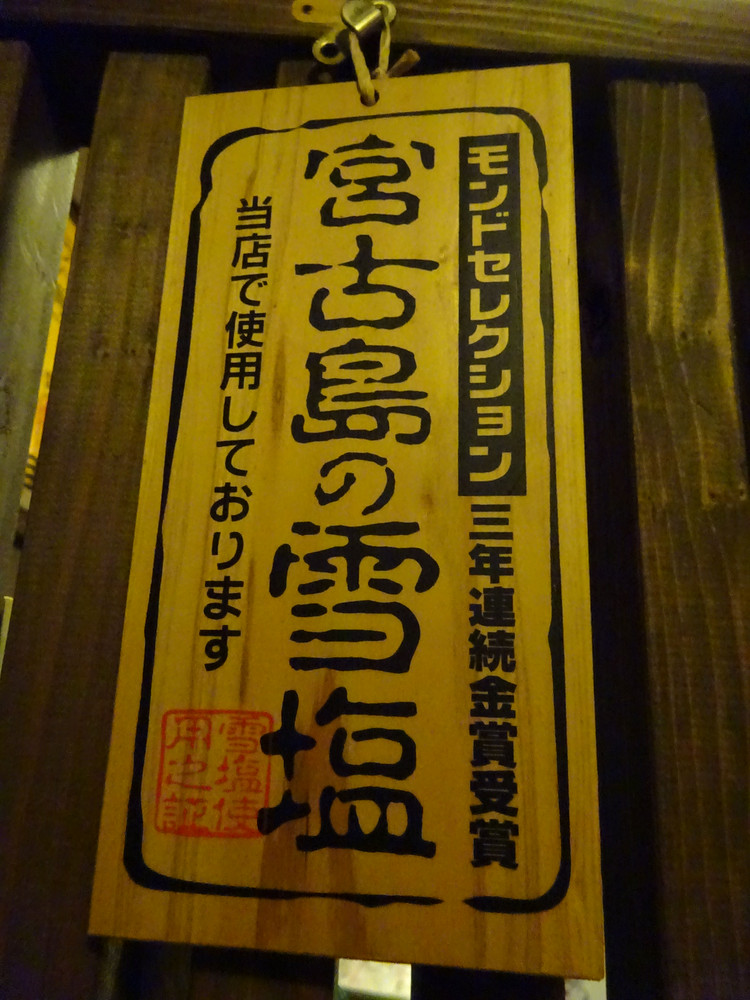 モンドセレクション三年連続金賞受賞
宮古島の雪塩
当店で使用しております
雪塩使
用之証